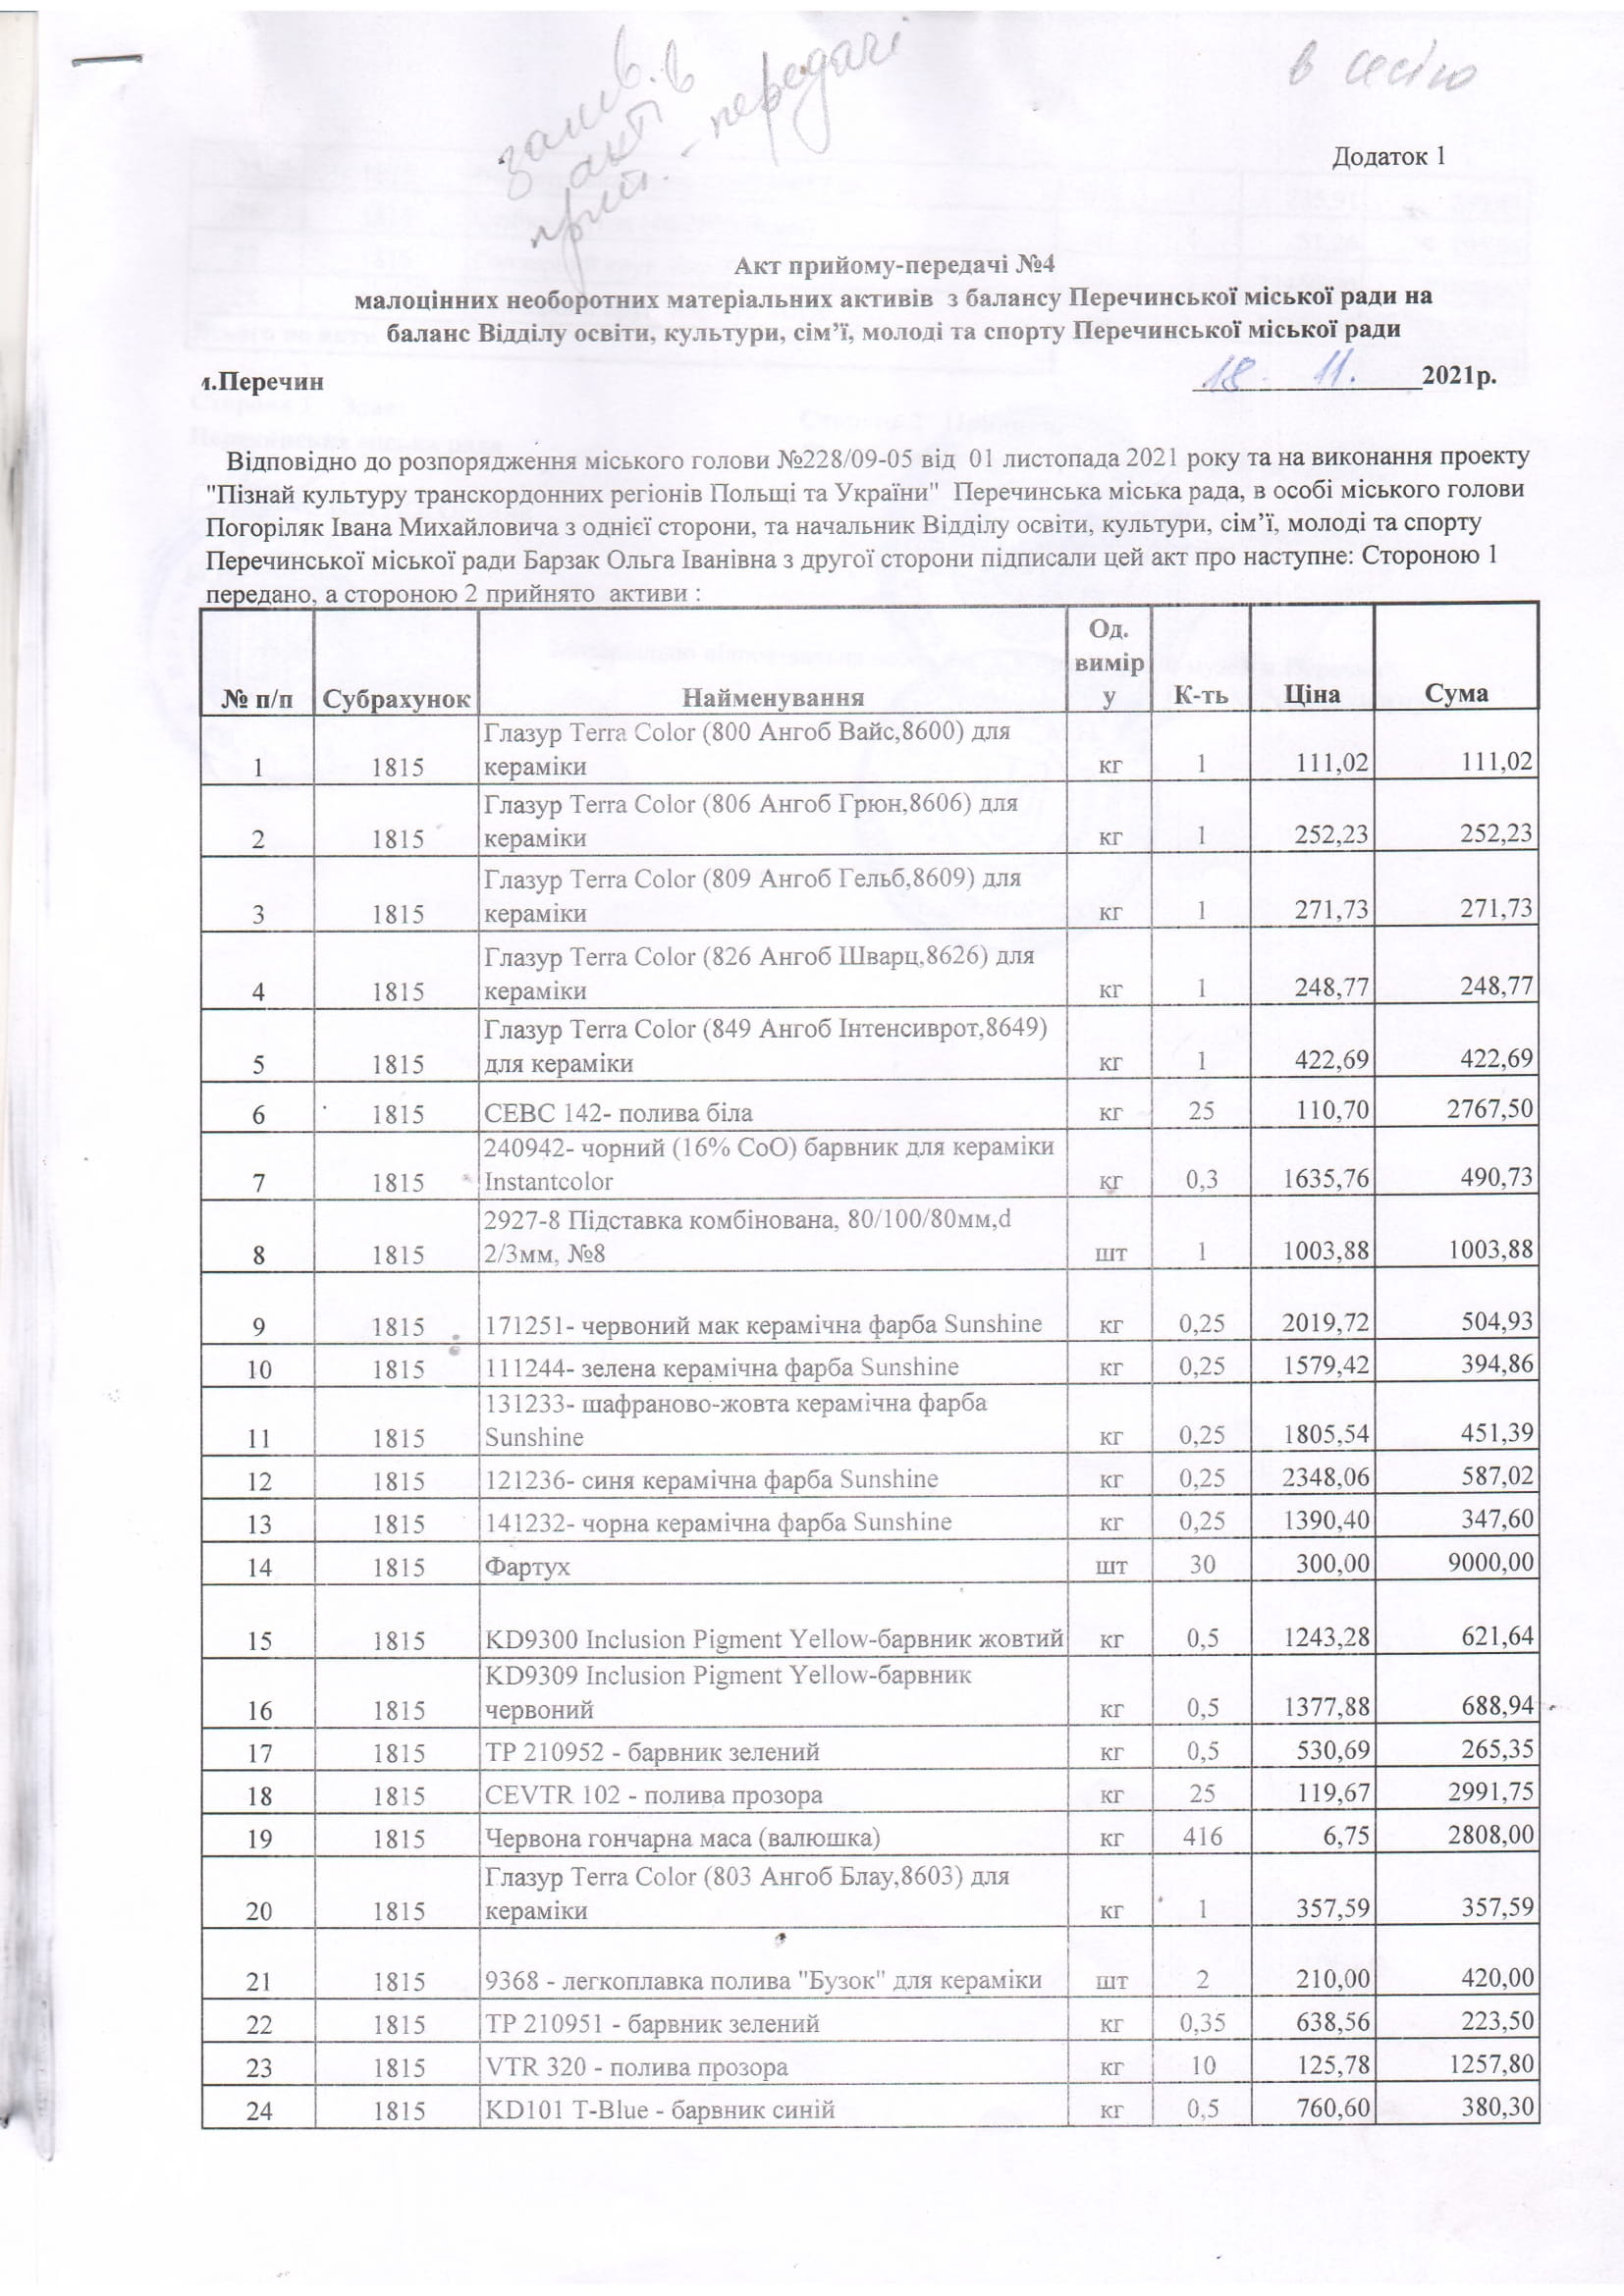 в сесію
акті в
прий. - передачі
Додаток 1
Акт прийому-передачі №4
малоцінних необоротних матеріальних активів з балансу Перечинської міської ради на
баланс Відділу освіти, культури, сім’ї, молоді та спорту Перечинської міської ради
м.Перечин 18. 11. 2021р.
Відповідно до розпорядження міського голови №228/09-05 від 01 листопада 2021 року та на виконання проекту
"Пізнай культуру транскордонних регіонів Польщі та України" Перечинська міська рада, в особі міського голови
Погоріляк Івана Михайловича з однієї сторони, та начальник Відділу освіти, культури, сім’ї, молоді та спорту
Перечинської міської ради Барзак Ольга Іванівна з другої сторони підписали цей акт про наступне: Стороною 1
передано, а стороною 2 прийнято активи :
№ п/п Субрахунок Найменування Од. виміру К-ть Ціна Сума
Глазур Terra Color (800 Ангоб Вайс,8600) для
1 1815 кераміки кг 1 111,02 111,02
Глазур Terra Color (806 Ангоб Грюн,8606) для
2 1815 кераміки кг 1 252,23 252,23
Глазур Terra Color (809 Ангоб Гельб,8609) для
3 1815 кераміки кг 1 271,73 271,73
Глазур Terra Color (826 Ангоб Шварц,8626) для
4 1815 кераміки кг 1 248,77 248,77
Глазур Terra Color (849 Ангоб Інтенсиврот,8649)
5 1815 для кераміки кг 1 422,69 422,69
6 1815 СЕВС 142- полива біла кг 25 110,70 2767,50
240942- чорний (16% СоО) барвник для кераміки
7 1815 Instantcolor кг 0,3 1635,76 490,73
2927-8 Підставка комбінована, 80/100/80мм,d
8 1815 2/3мм, №8 шт 1 1003,88 1003,88
9 1815 171251- червоний мак керамічна фарба Sunshine кг 0,25 2019,72 504,93
10 1815 111244- зелена керамічна фарба Sunshine кг 0,25 1579,42 394,86
131233- шафраново-жовта керамічна фарба
11 1815 Sunshine кг 0,25 1805,54 451,39
12 1815 121236- синя керамічна фарба Sunshine кг 0,25 2348,06 587,02
13 1815 141232- чорна керамічна фарба Sunshine кг 0,25 1390,40 347,60
14 1815 Фартух шт 30 300,00 9000,00
15 1815 KD9300 Inclusion Pigment Yellow-барвник жовтий кг 0,5 1243,28 621,64
KD9309 Inclusion Pigment Yellow-барвник
16 1815 червоний кг 0,5 1377,88 688,94
17 1815 ТР 210952 - барвник зелений кг 0,5 530,69 265,35
18 1815 CEVTR 102 - полива прозора кг 25 119,67 2991,75
19 1815 Червона гончарна маса (валюшка) кг 416 6,75 2808,00
Глазур Terra Color (803 Ангоб Блау,8603) для
20 1815 кераміки кг 1 357,59 357,59
21 1815 9368 - легкоплавка полива "Бузок" для кераміки шт 2 210,00 420,00
22 1815 ТР 210951 - барвник зелений кг 0,35 638,56 223,50
23 1815 VTR 320 - полива прозора кг 10 125,78 1257,80
24 1815 KD101 T-Blue - барвник синій кг 0,5 760,60 380,30